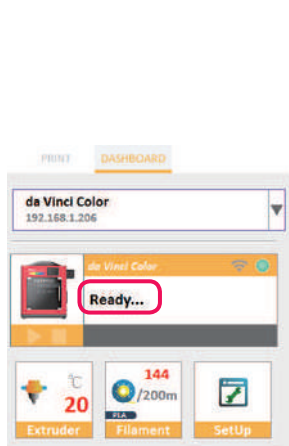 PRINT DASHBOARD
da Vinci Color
192.168.1.206
da Vinci Color
Ready...
°C
20
Extruder
144
/200m
PLA
Filament
SetUp